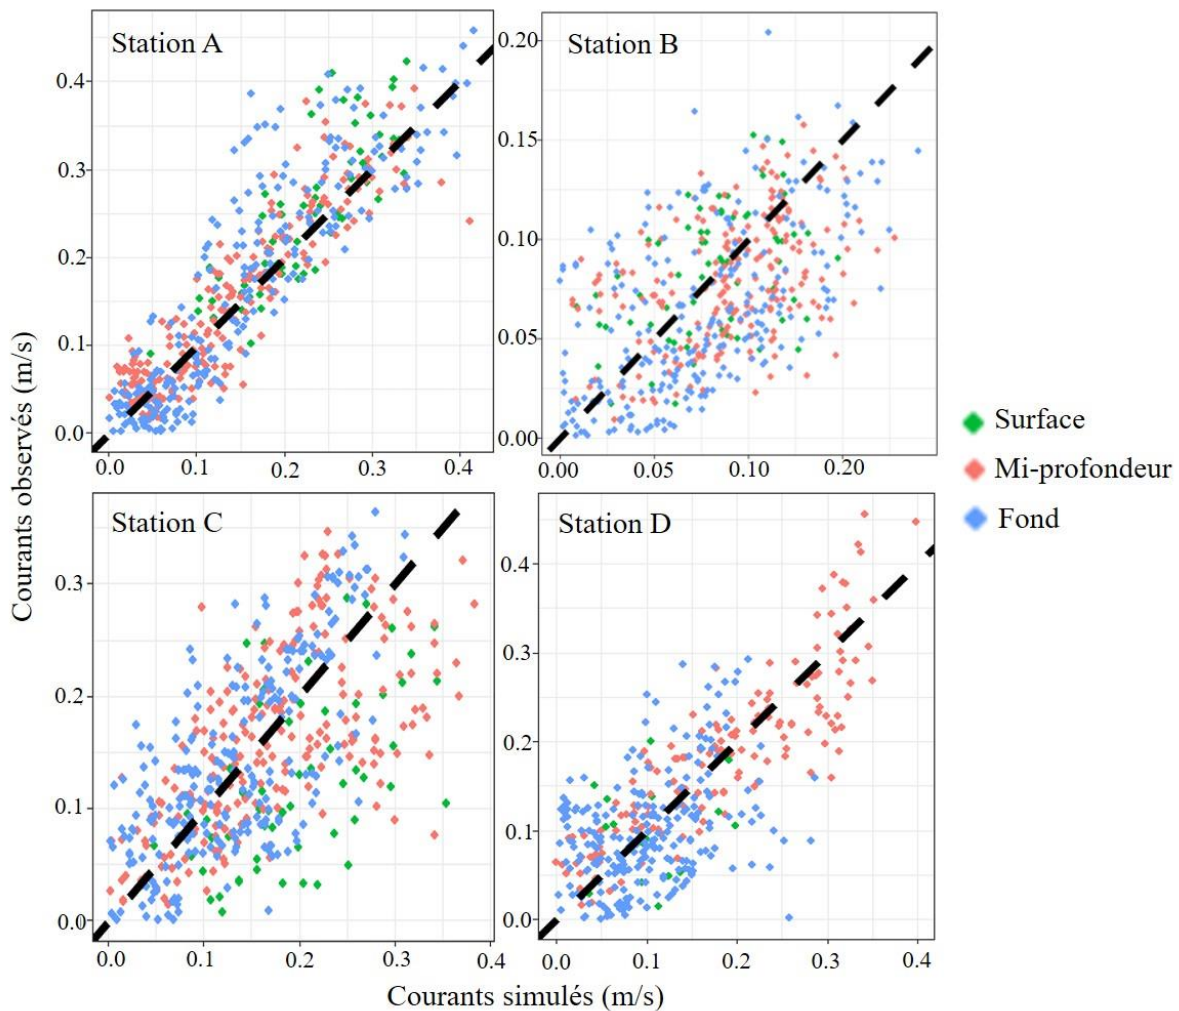 Station A
0.4
0.3
0.2
0.1
0.0
0.0 0.1 0.2 0.3 0.4
Station B
0.20
0.15
0.10
0.05
0.00
0.00 0.05 0.10 0.20
Station C
0.3
0.2
0.1
0.0
0.0 0.1 0.2 0.3 0.4
Station D
0.4
0.3
0.2
0.1
0.0
0.0 0.1 0.2 0.3 0.4
Courants observés (m/s)
Courants simulés (m/s)
Surface
Mi-profondeur
Fond